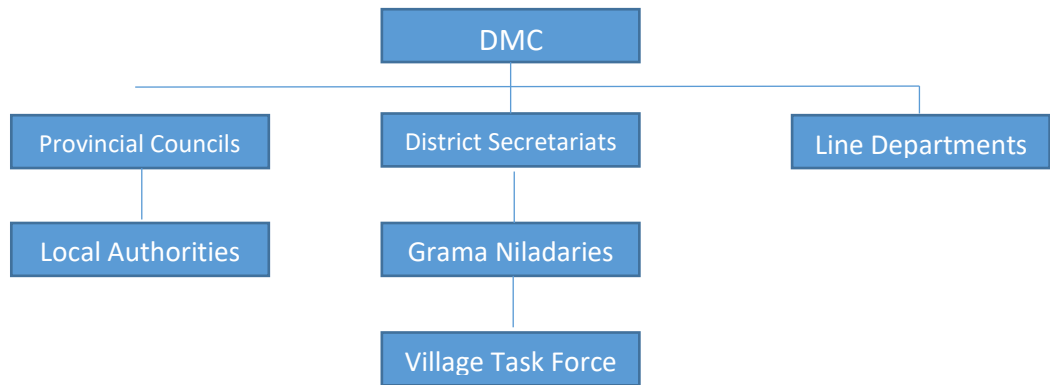 DMC
Provincial Councils
District Secretariats
Line Departments
Local Authorities
Grama Niladaries
Village Task Force